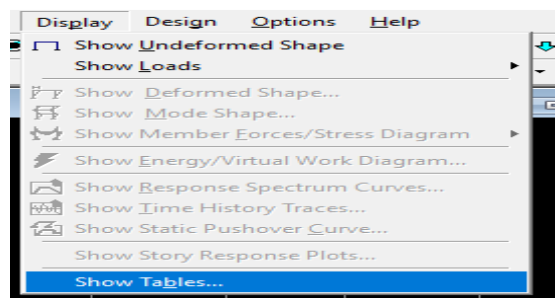 Display Design Options Help
Show Undeformed Shape
Show Loads
Show Deformed Shape...
Show Mode Shape...
Show Member Forces/Stress Diagram
Show Energy/Virtual Work Diagram...
Show Response Spectrum Curves...
Show Time History Traces...
Show Static Pushover Curve...
Show Story Response Plots...
Show Tables...